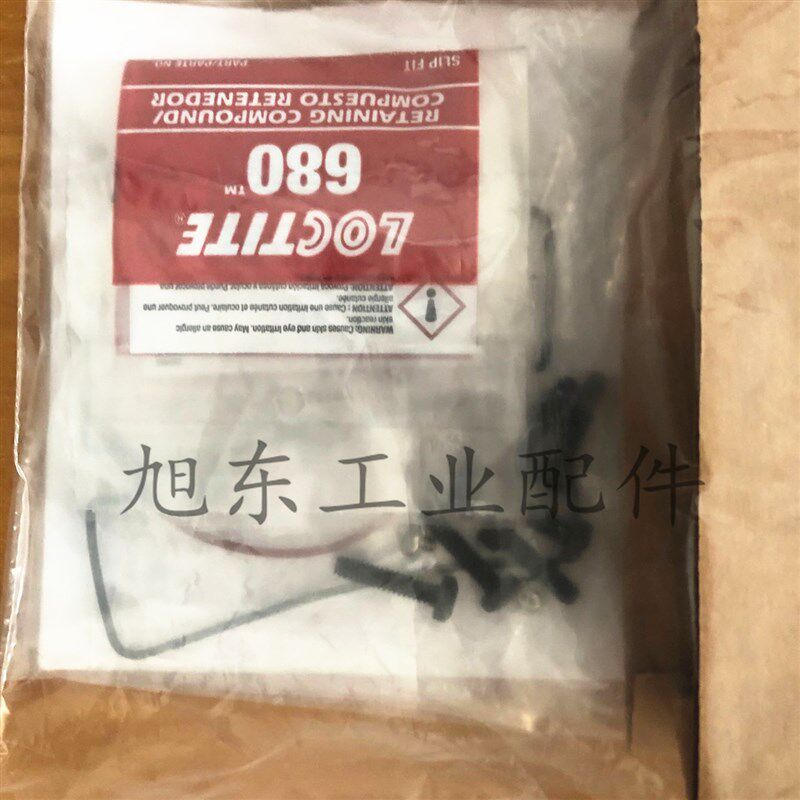 WARNING: Causes skin and eye irritation. May cause an allergic
skin reaction.
ATTENTION : Cause une irritation cutanée et oculaire. Peut provoquer une
allergie cutanée.
LOCTITE®
680™
RETAINING COMPOUND/
COMPUESTO RETENEDOR
SLIP FIT PART/PARTE NO.
旭东工业配件